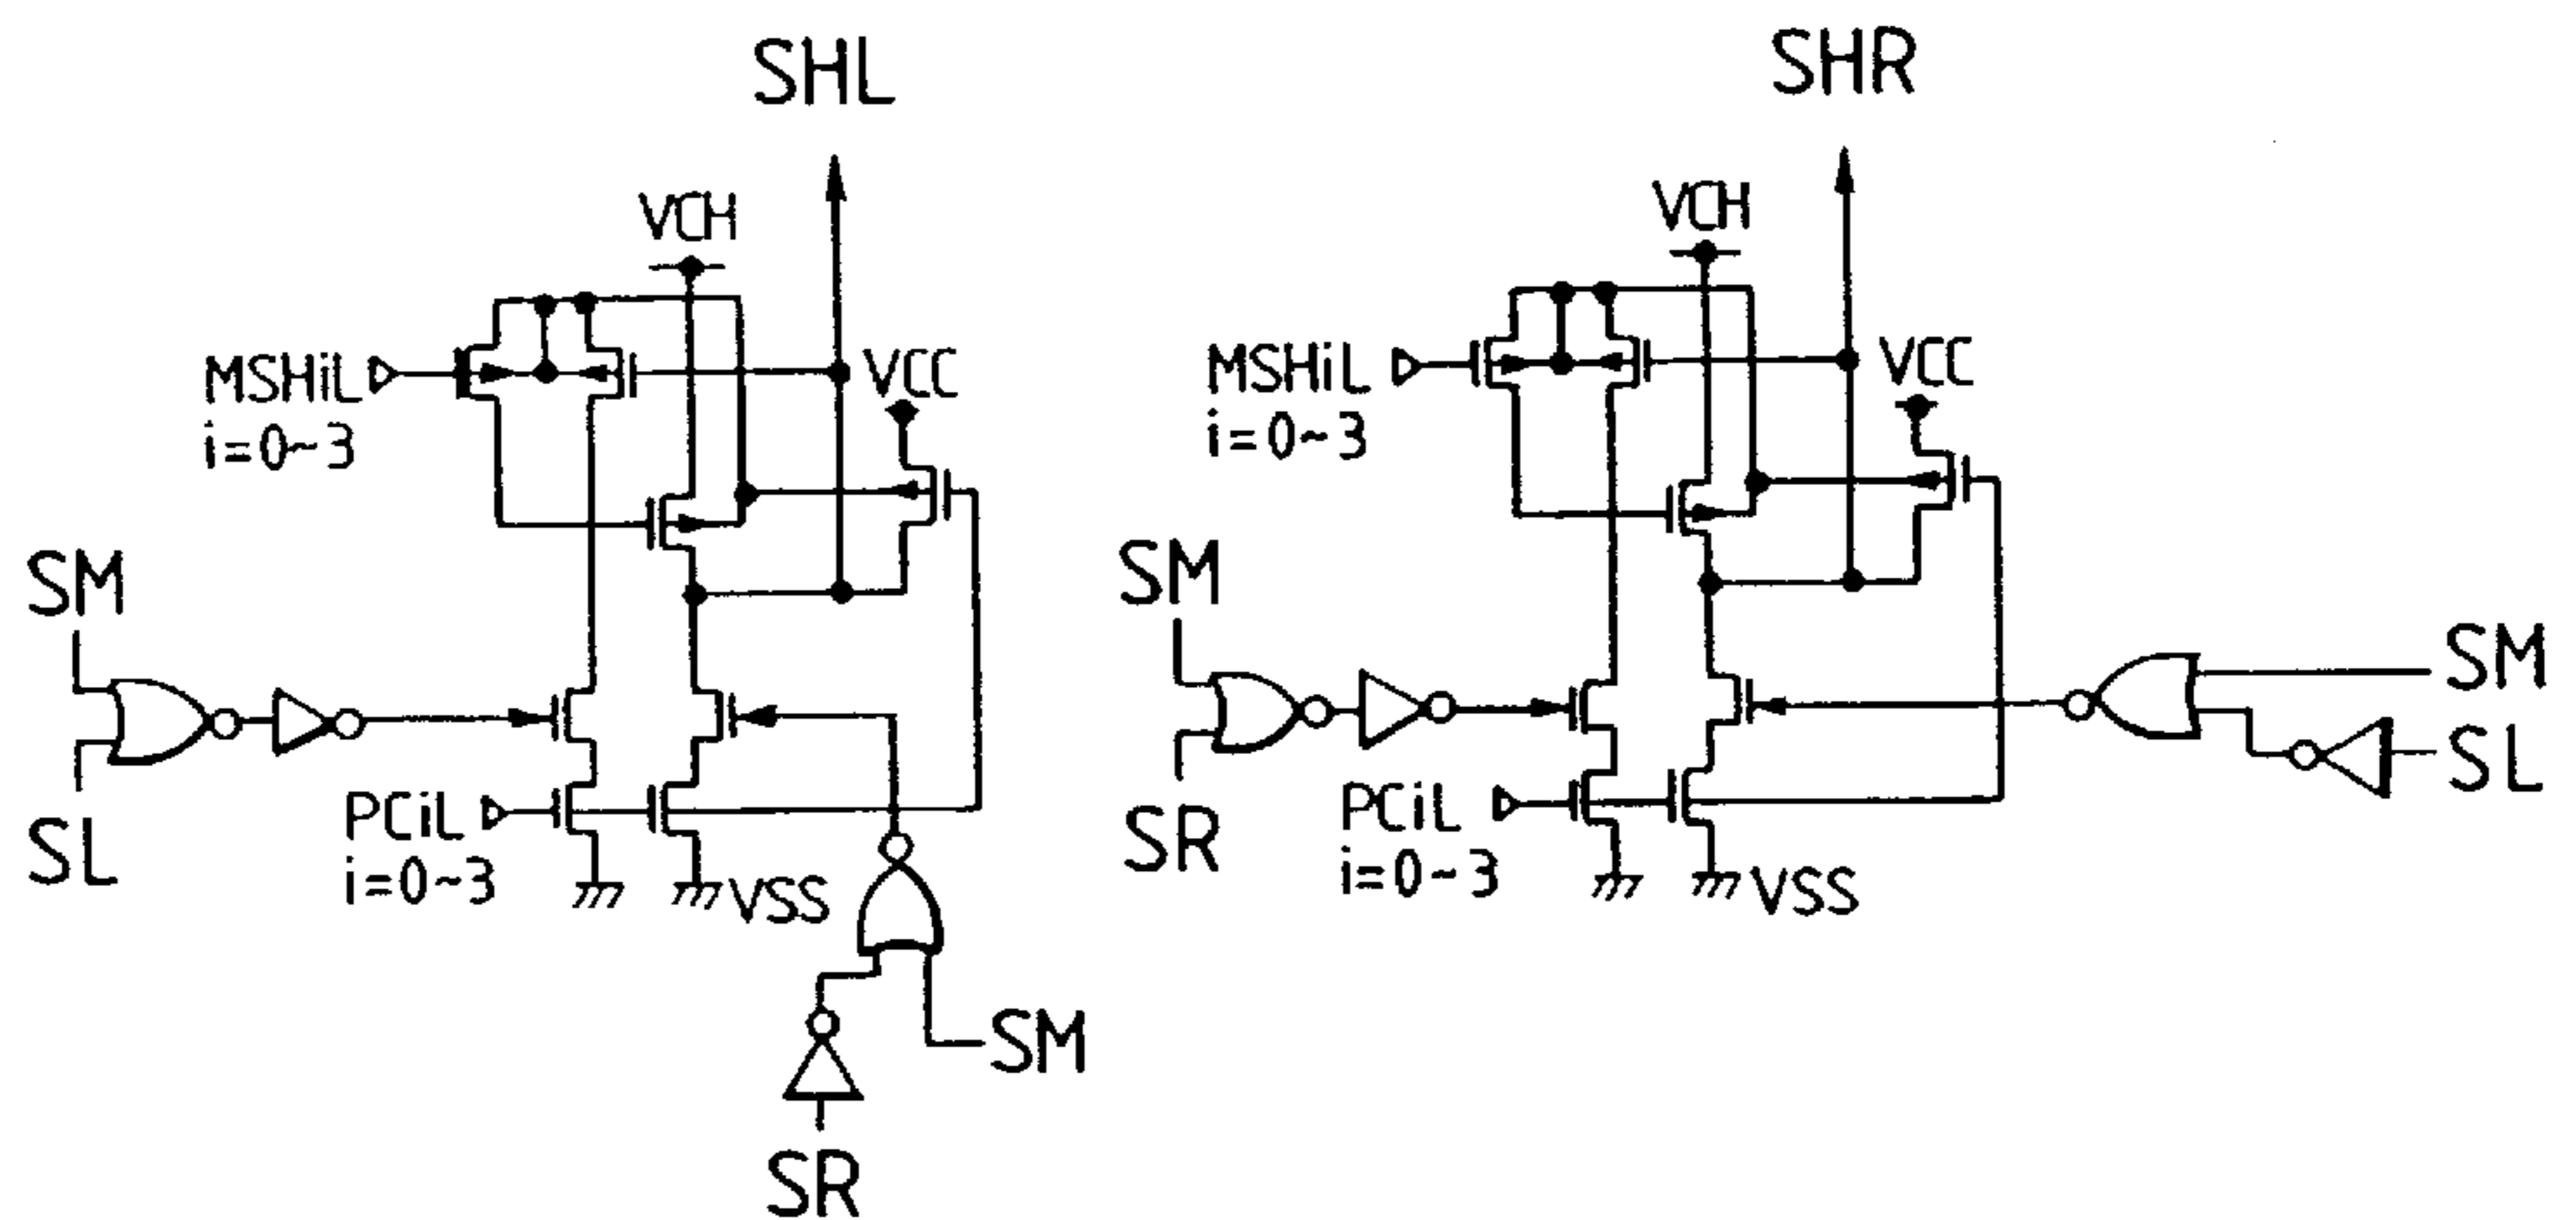 SHL
VCH
MSHiL
i=0~3
VCC
SM
SL
PCiL
i=0~3
VSS
SM
SR
SHR
VCH
MSHiL
i=0~3
VCC
SM
SR
PCiL
i=0~3
VSS
SM
SL